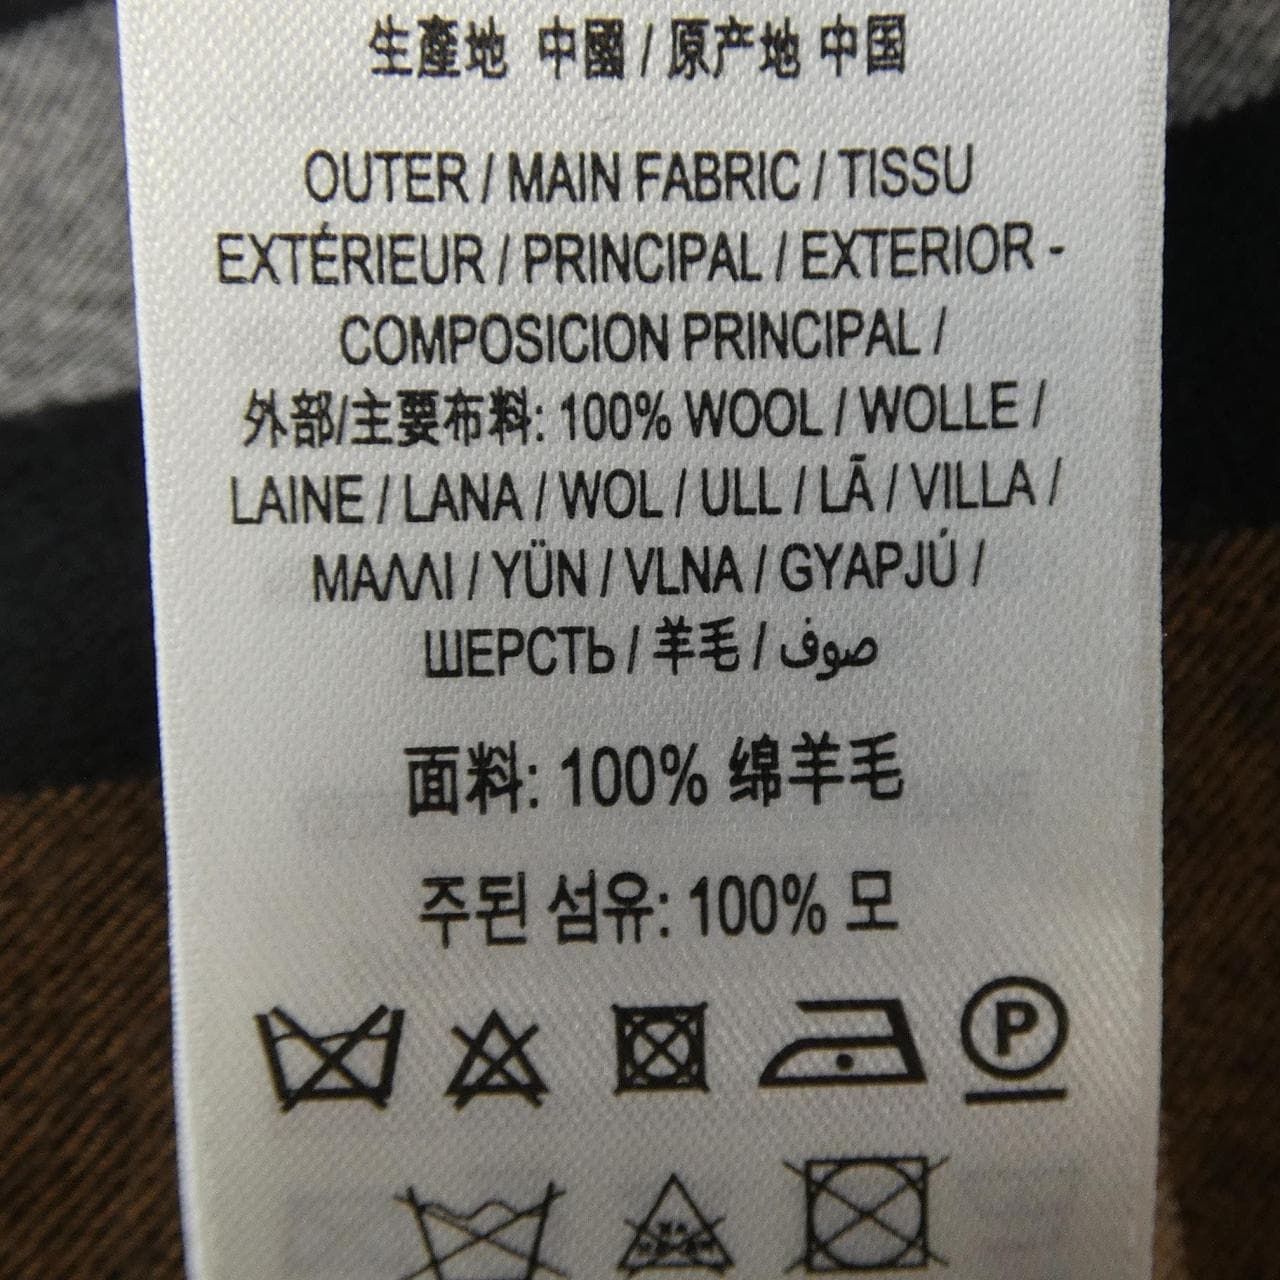 生產地 中國 / 原产地 中国
OUTER / MAIN FABRIC / TISSU
EXTÉRIEUR / PRINCIPAL / EXTERIOR -
COMPOSICION PRINCIPAL /
外部/主要布料: 100% WOOL / WOLLE /
LAINE / LANA / WOL / ULL / LÃ / VILLA /
ΜΑΛΛΙ / YÜN / VLNA / GYAPJÚ /
ШЕРСТЬ / 羊毛 / صوف
面料: 100% 绵羊毛
주된 섬유: 100% 모
P